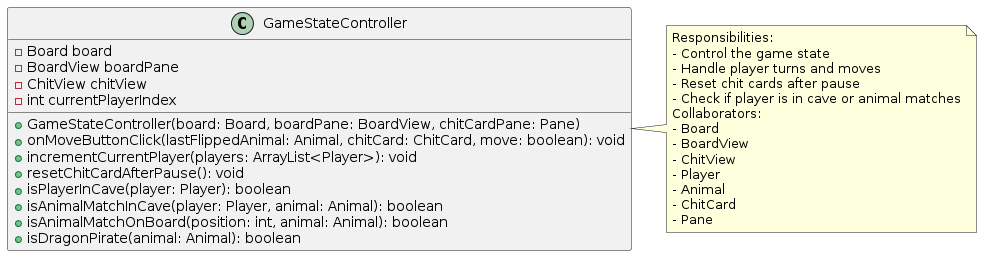 C GameStateController
Board board
BoardView boardPane
ChitView chitView
int currentPlayerIndex
GameStateController(board: Board, boardPane: BoardView, chitCardPane: Pane)
onMoveButtonClick(lastFlippedAnimal: Animal, chitCard: ChitCard, move: boolean): void
incrementCurrentPlayer(players: ArrayList<Player>): void
resetChitCardAfterPause(): void
isPlayerInCave(player: Player): boolean
isAnimalMatchInCave(player: Player, animal: Animal): boolean
isAnimalMatchOnBoard(position: int, animal: Animal): boolean
isDragonPirate(animal: Animal): boolean
Responsibilities:
- Control the game state
- Handle player turns and moves
- Reset chit cards after pause
- Check if player is in cave or animal matches
Collaborators:
- Board
- BoardView
- ChitView
- Player
- Animal
- ChitCard
- Pane